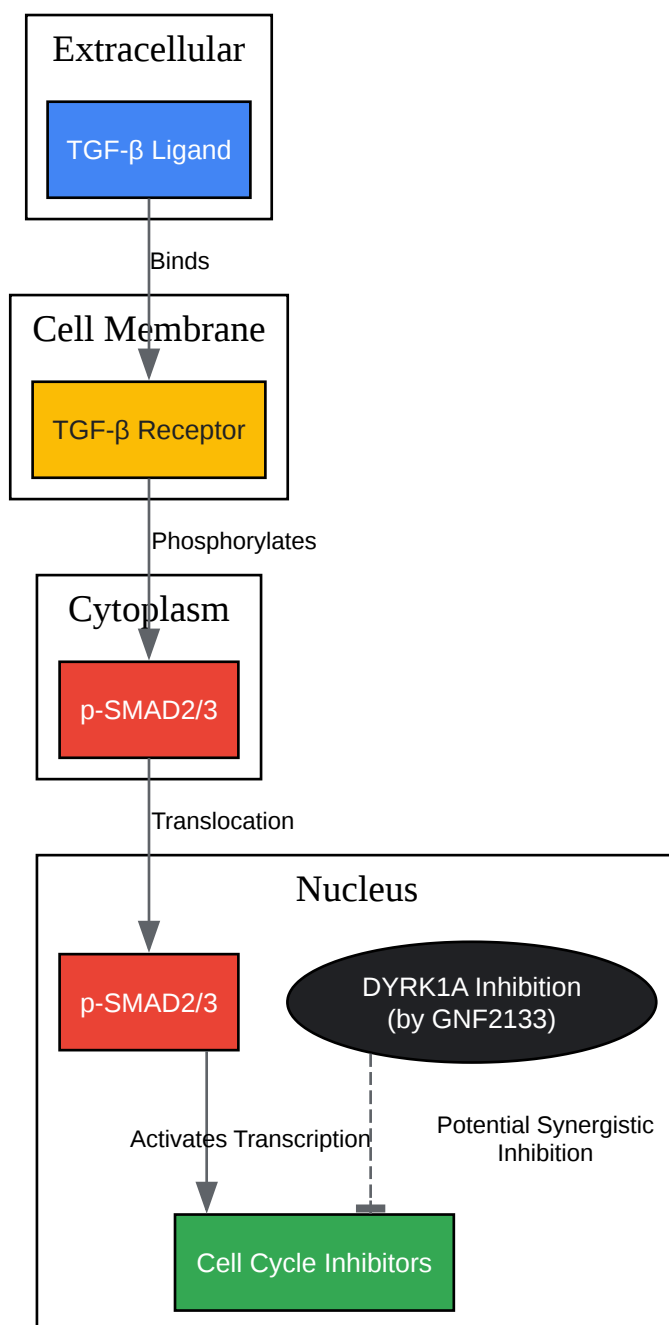 Extracellular
TGF-β Ligand
Binds
Cell Membrane
TGF-β Receptor
Phosphorylates
Cytoplasm
p-SMAD2/3
Translocation
Nucleus
p-SMAD2/3
DYRK1A Inhibition
(by GNF2133)
Activates Transcription
Potential Synergistic
Inhibition
Cell Cycle Inhibitors